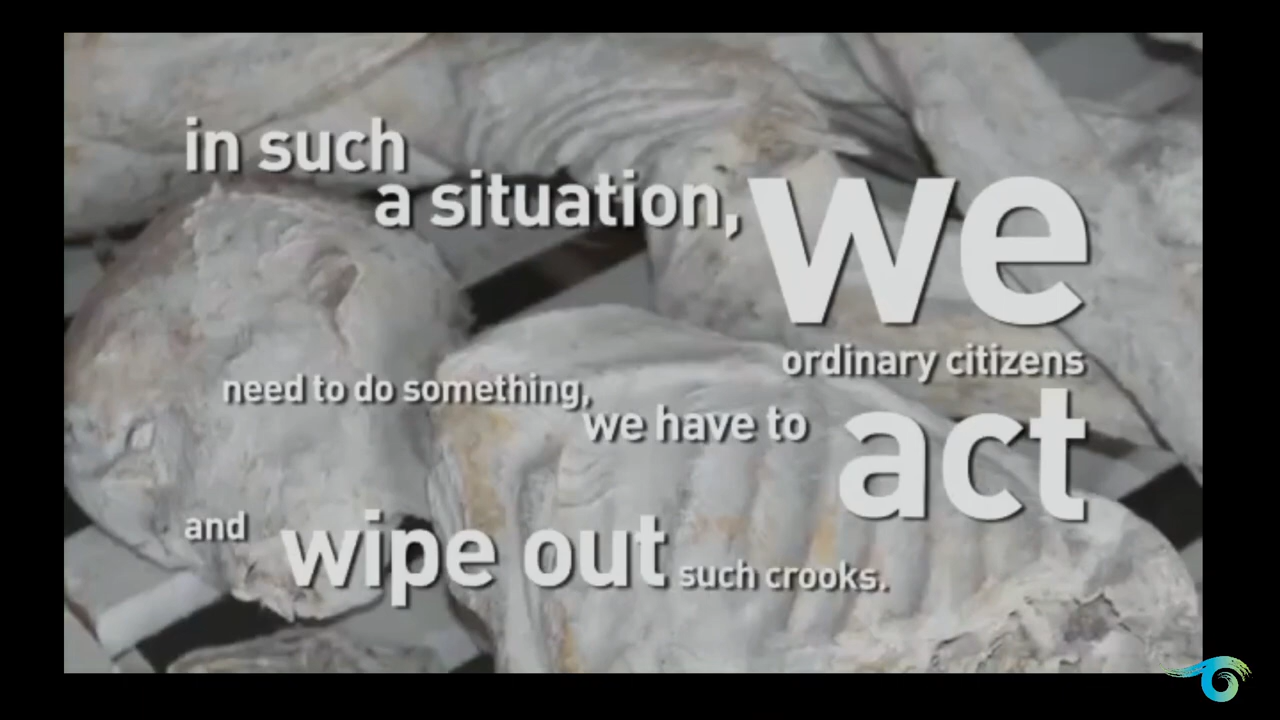 in such
a situation,
we
ordinary citizens
need to do something,
we have to
act
and
wipe out
such crooks.